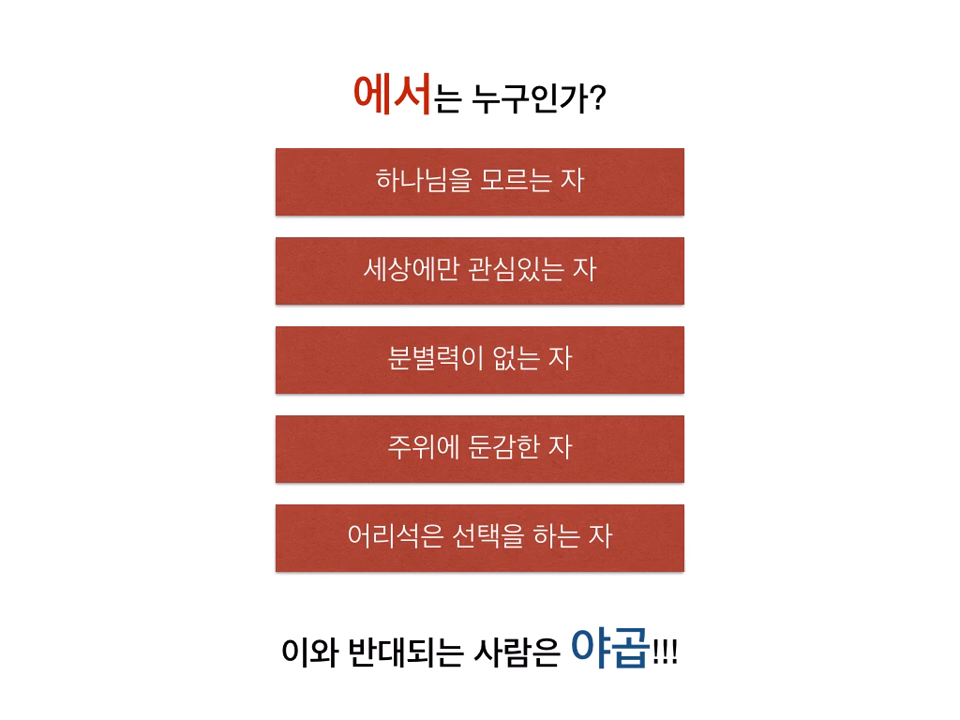 에서는 누구인가?
하나님을 모르는 자
세상에만 관심있는 자
분별력이 없는 자
주위에 둔감한 자
어리석은 선택을 하는 자
이와 반대되는 사람은 야곱!!!